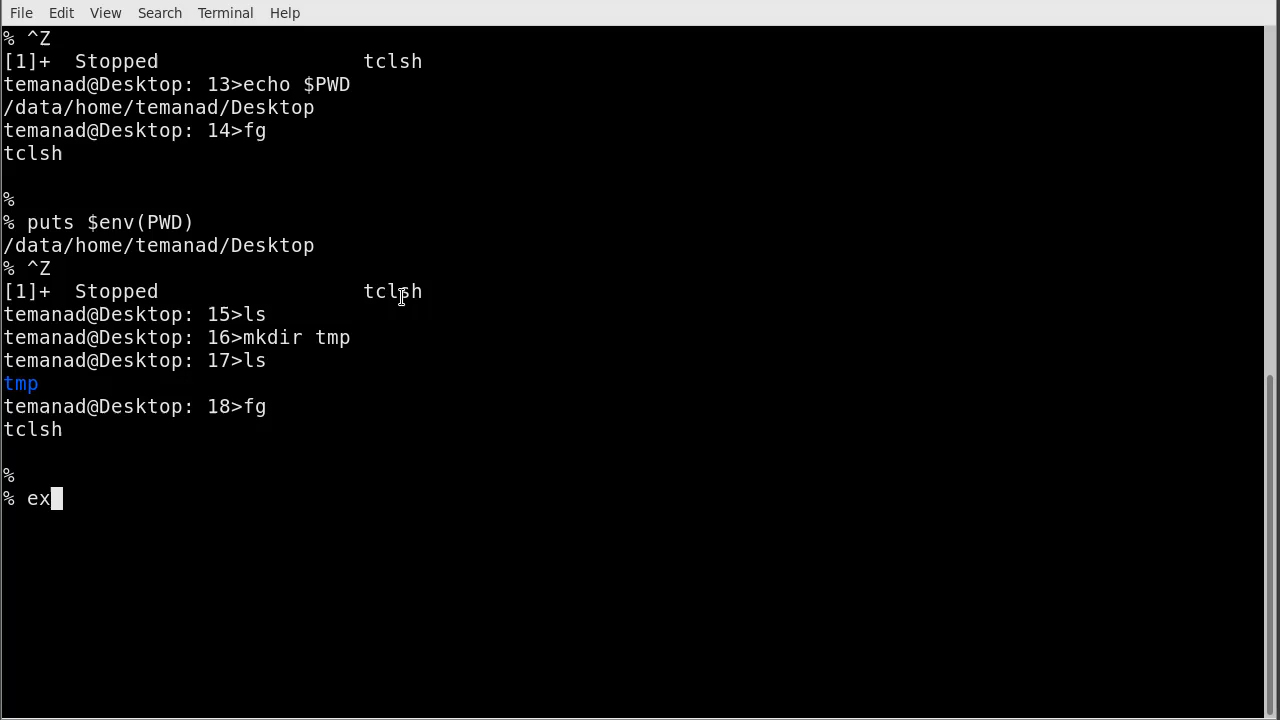 File Edit View Search Terminal Help
% ^Z
[1]+  Stopped                 tclsh
temanad@Desktop: 13>echo $PWD
/data/home/temanad/Desktop
temanad@Desktop: 14>fg
tclsh
%
% puts $env(PWD)
/data/home/temanad/Desktop
% ^Z
[1]+  Stopped                 tclsh
temanad@Desktop: 15>ls
temanad@Desktop: 16>mkdir tmp
temanad@Desktop: 17>ls
tmp
temanad@Desktop: 18>fg
tclsh
%
% ex